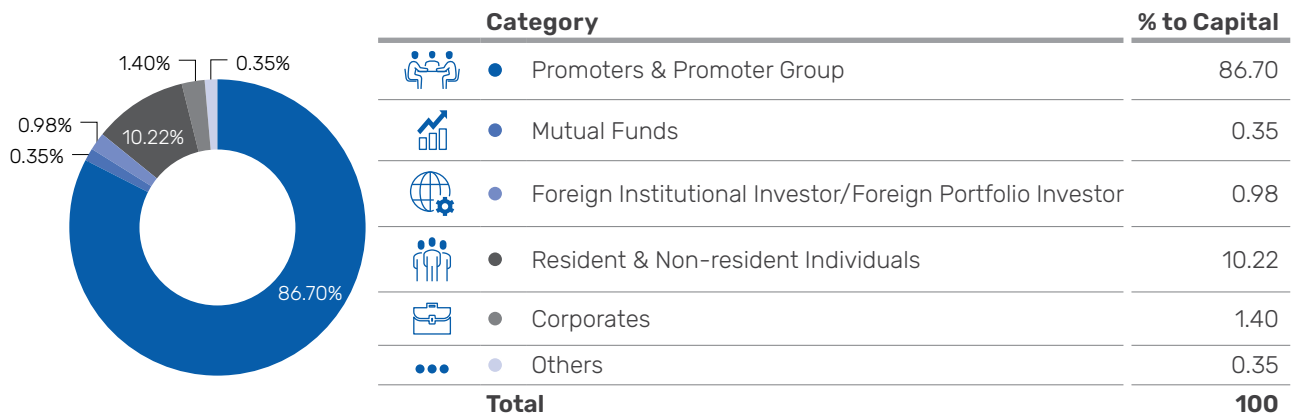 1.40%
0.35%
0.98%
10.22%
0.35%
86.70%
Category % to Capital
Promoters & Promoter Group 86.70
Mutual Funds 0.35
Foreign Institutional Investor/Foreign Portfolio Investor 0.98
Resident & Non-resident Individuals 10.22
Corporates 1.40
Others 0.35
Total 100